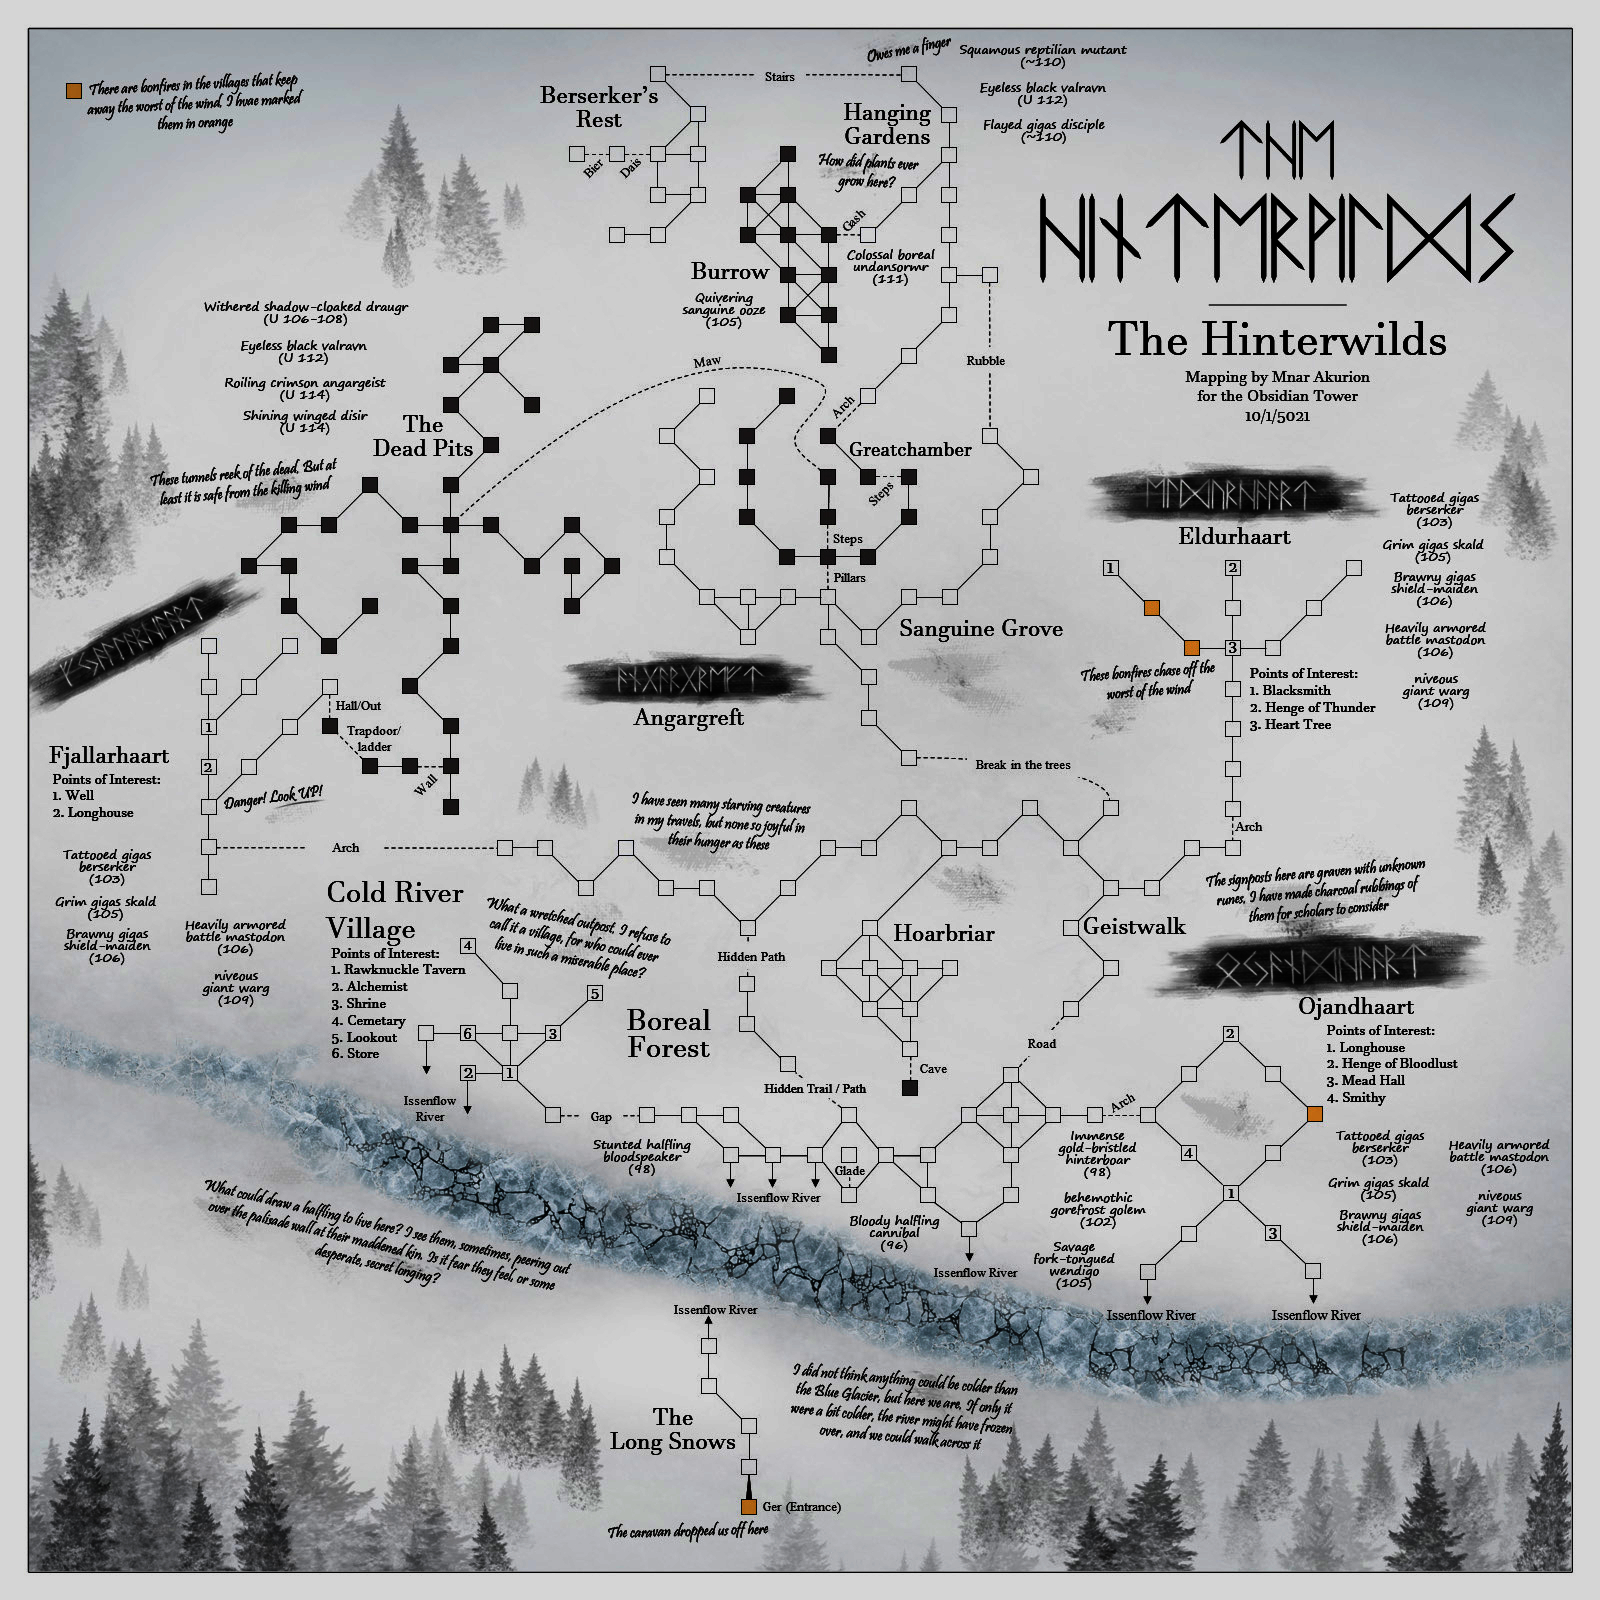 There are bonfires in the villages that keep
away the worst of the wind. I hvae marked
them in orange
Berserker's
Rest
Stairs
Bier
Dais
Owes me a finger
Squamous reptilian mutant
(~110)
Eyeless black valravn
(U 112)
Flayed gigas disciple
(~110)
Hanging
Gardens
How did plants ever
grow here?
Gash
Colossal boreal
undansormr
(111)
Burrow
Quivering
sanguine ooze
(105)
ᛏᚺᛖ
The Hinterwilds
Mapping by Mnar Akurion
for the Obsidian Tower
10/1/5021
Withered shadow-cloaked draugr
(U 106-108)
Eyeless black valravn
(U 112)
Roiling crimson angargeist
(U 114)
Shining winged disir
(U 114)
The
Dead Pits
These tunnels reek of the dead. But at
least it is safe from the killing wind
Maw
Arch
Rubble
Greatchamber
Steps
Steps
Pillars
Sanguine Grove
Angargreft
Break in the trees
Eldurhaart
Tattooed gigas
berserker
(103)
Grim gigas skald
(105)
Brawny gigas
shield-maiden
(106)
Heavily armored
battle mastodon
(106)
niveous
giant warg
(109)
1
2
3
These bonfires chase off the
worst of the wind
Points of Interest:
1. Blacksmith
2. Henge of Thunder
3. Heart Tree
Arch
Hall/Out
Trapdoor/
ladder
Wall
Fjallarhaart
Points of Interest:
1. Well
2. Longhouse
1
2
Danger! Look UP!
Tattooed gigas
berserker
(103)
Grim gigas skald
(105)
Brawny gigas
shield-maiden
(106)
Heavily armored
battle mastodon
(106)
niveous
giant warg
(109)
Arch
I have seen many starving creatures
in my travels, but none so joyful in
their hunger as these
Cold River
Village
Points of Interest:
1. Rawknuckle Tavern
2. Alchemist
3. Shrine
4. Cemetary
5. Lookout
6. Store
What a wretched outpost. I refuse to
call it a village, for who could ever
live in such a miserable place?
4
5
6
3
2
1
Issenflow
River
Gap
Hidden Path
Boreal
Forest
Hidden Trail / Path
Hoarbriar
Cave
Geistwalk
Road
The signposts here are graven with unknown
runes, I have made charcoal rubbings of
them for scholars to consider
Ojandhaart
Points of Interest:
1. Longhouse
2. Henge of Bloodlust
3. Mead Hall
4. Smithy
2
4
1
3
Arch
Tattooed gigas
berserker
(103)
Grim gigas skald
(105)
Brawny gigas
shield-maiden
(106)
Heavily armored
battle mastodon
(106)
niveous
giant warg
(109)
Issenflow River
Issenflow River
Stunted halfling
bloodspeaker
(98)
Issenflow River
Glade
Bloody halfling
cannibal
(96)
Immense
gold-bristled
hinterboar
(98)
behemothic
gorefrost golem
(102)
Savage
fork-tongued
wendigo
(105)
Issenflow River
What could draw a halfling to live here? I see them, sometimes, peering out
over the palisade wall at their maddened kin. Is it fear they feel, or some
desperate, secret longing?
Issenflow River
The
Long Snows
Ger (Entrance)
The caravan dropped us off here
I did not think anything could be colder than
the Blue Glacier, but here we are. If only it
were a bit colder, the river might have frozen
over, and we could walk across it